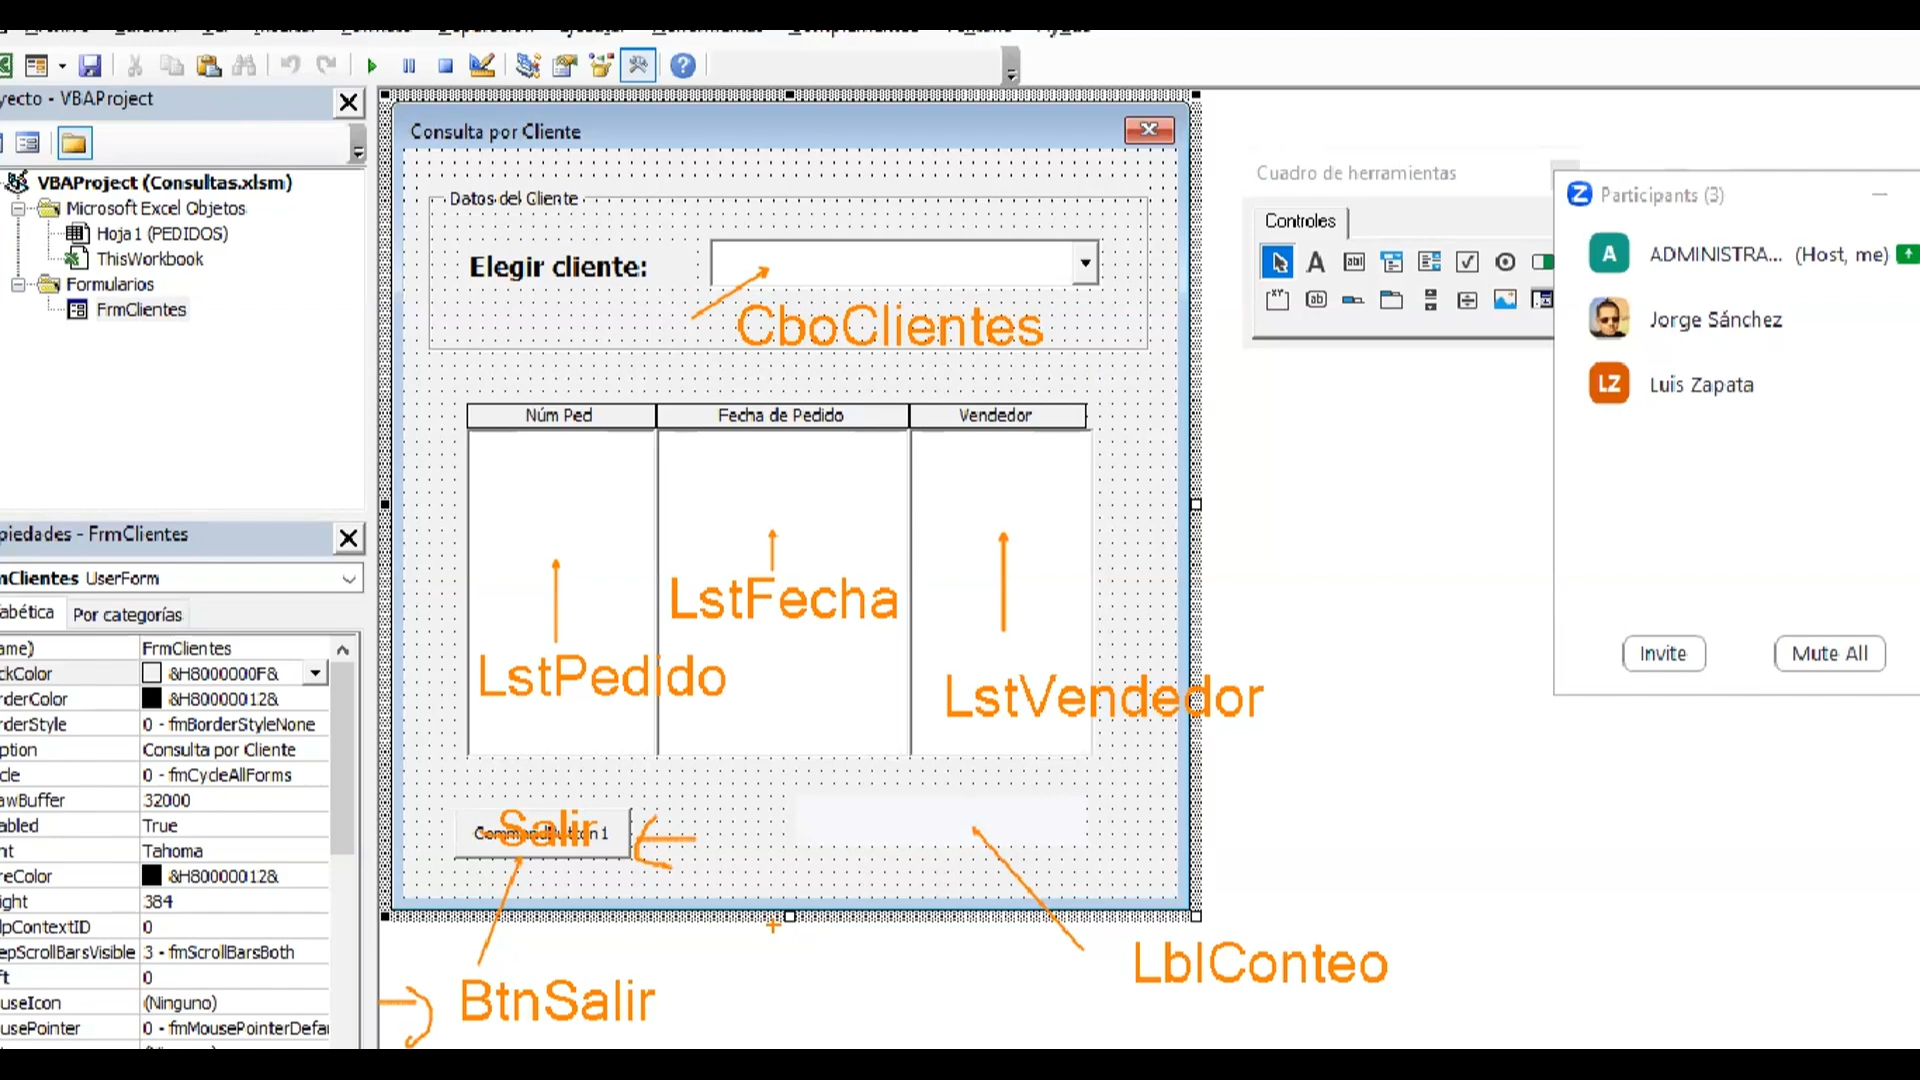 yecto - VBAProject
VBAProject (Consultas.xlsm)
Microsoft Excel Objetos
Hoja1 (PEDIDOS)
ThisWorkbook
Formularios
FrmClientes
piedades - FrmClientes
mClientes UserForm
abética Por categorías
ame) FrmClientes
ckColor &H8000000F&
rderColor &H80000012&
rderStyle 0 - fmBorderStyleNone
ption Consulta por Cliente
cle 0 - fmCycleAllForms
awBuffer 32000
abled True
nt Tahoma
reColor &H80000012&
ight 384
lpContextID 0
epScrollBarsVisible 3 - fmScrollBarsBoth
ft 0
useIcon (Ninguno)
usePointer 0 - fmMousePointerDefau
Consulta por Cliente
Datos del Cliente
Elegir cliente:
CboClientes
Núm Ped Fecha de Pedido Vendedor
LstPedido
LstFecha
LstVendedor
CommandButton1
Salir
BtnSalir
LblConteo
Cuadro de herramientas
Controles
Participants (3)
A ADMINISTRA... (Host, me)
Jorge Sánchez
LZ Luis Zapata
Invite Mute All